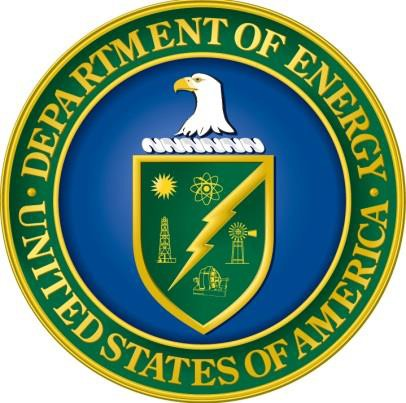 DEPARTMENT OF ENERGY
UNITED STATES OF AMERICA